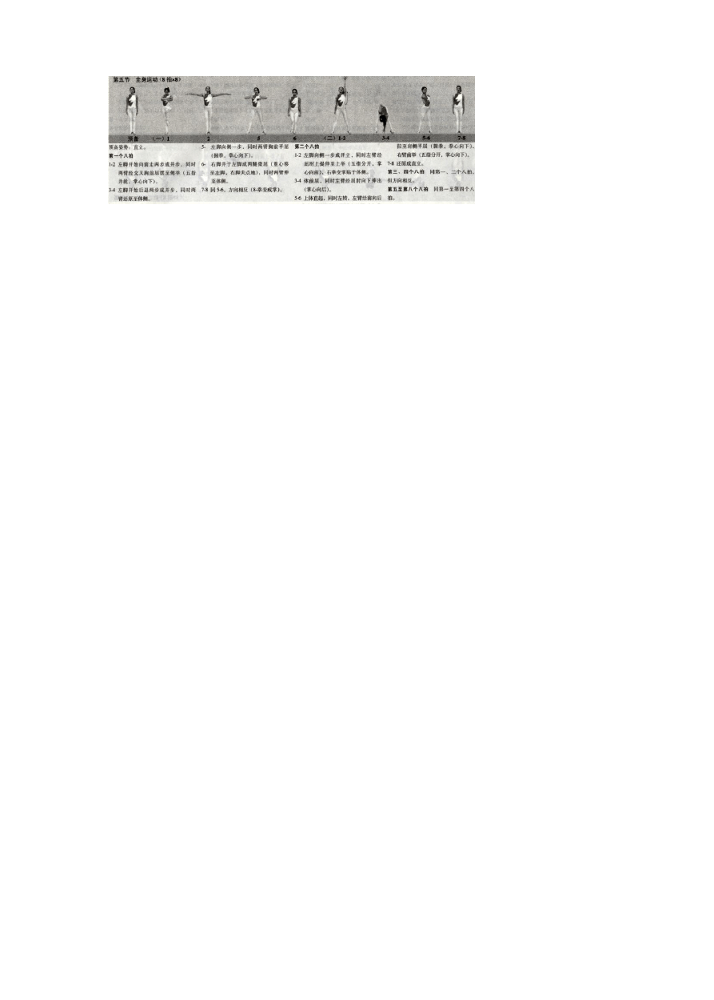 第五节 全身运动（8拍×8）
预备 （一）1 2 5 6 （二）1-2 3-4 5-6 7-8
预备姿势：直立。
第一个八拍
1-2 左脚开始向前走两步成并步，同时
两臂经交叉胸前屈摆至侧举（五指
并拢，掌心向下）。
3-4 左脚开始后退两步成并步，同时两
臂还原至体侧。
5- 左脚向侧一步，同时两臂胸前平屈
（握拳，拳心向下）。
6- 右脚并于左脚成两腿微屈（重心移
至左脚，右脚尖点地），同时两臂伸
至体侧。
7-8 同5-6，方向相反（8-拳变成掌）。
第二个八拍
1-2 左脚向侧一步成开立，同时左臂经
屈肘上提伸至上举（五指分开，掌
心向前），右拳变掌贴于体侧。
3-4 体前屈，同时左臂经屈肘向下伸出
（掌心向后）。
5-6 上体直起，同时左转，左臂经前向后
拉至肩侧平屈（握拳，拳心向下），
右臂前举（五指分开，掌心向下）。
7-8 还原成直立。
第三、四个八拍 同第一、二个八拍，
但方向相反。
第五至第八个八拍 同第一至第四个八
拍。